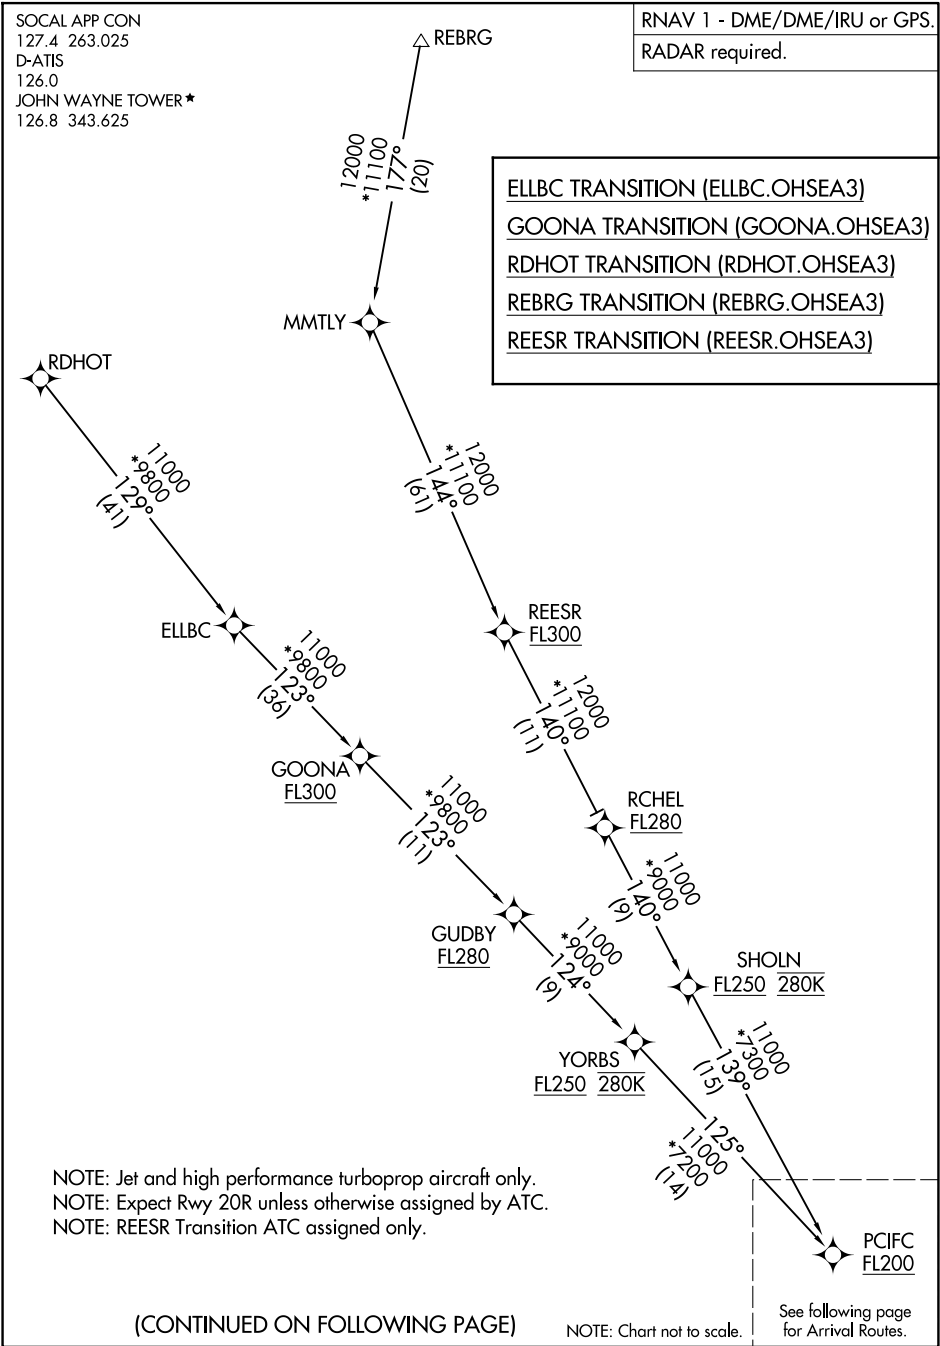 SOCAL APP CON
127.4 263.025
D-ATIS
126.0
JOHN WAYNE TOWER★
126.8 343.625
RNAV 1 - DME/DME/IRU or GPS.
RADAR required.
REBRG
12000
*11100
177°
(20)
ELLBC TRANSITION (ELLBC.OHSEA3)
GOONA TRANSITION (GOONA.OHSEA3)
RDHOT TRANSITION (RDHOT.OHSEA3)
REBRG TRANSITION (REBRG.OHSEA3)
REESR TRANSITION (REESR.OHSEA3)
MMTLY
RDHOT
12000
*11100
144°
(61)
11000
*9800
129°
(41)
REESR
FL300
ELLBC
11000
*9800
123°
(36)
12000
*11100
140°
(11)
GOONA
FL300
11000
*9800
123°
(11)
RCHEL
FL280
11000
*9000
140°
(9)
GUDBY
FL280
11000
*9000
124°
(9)
SHOLN
FL250 280K
11000
*7300
139°
(15)
YORBS
FL250 280K
125°
11000
*7200
(14)
NOTE: Jet and high performance turboprop aircraft only.
NOTE: Expect Rwy 20R unless otherwise assigned by ATC.
NOTE: REESR Transition ATC assigned only.
PCIFC
FL200
(CONTINUED ON FOLLOWING PAGE)
NOTE: Chart not to scale.
See following page
for Arrival Routes.